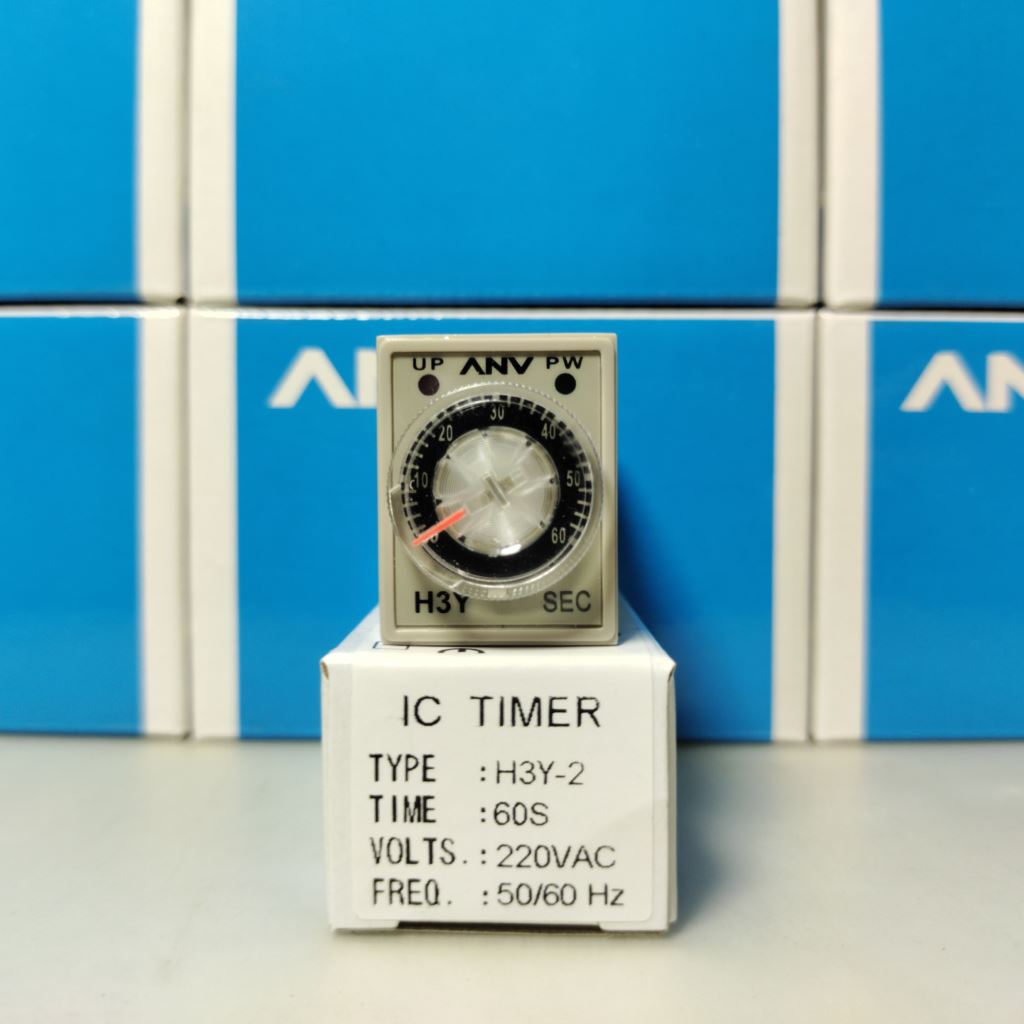 UP ANV PW
10 20 30 40 50 60
H3Y SEC
IC TIMER
TYPE :H3Y-2
TIME :60S
VOLTS.:220VAC
FREQ. :50/60 Hz